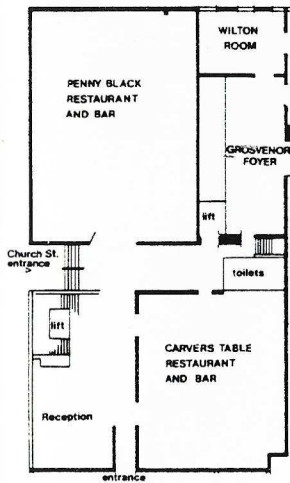 WILTON
ROOM
PENNY BLACK
RESTAURANT
AND BAR
GROSVENOR
FOYER
lift
Church St.
entrance
toilets
lift
CARVERS TABLE
RESTAURANT
AND BAR
Reception
entrance